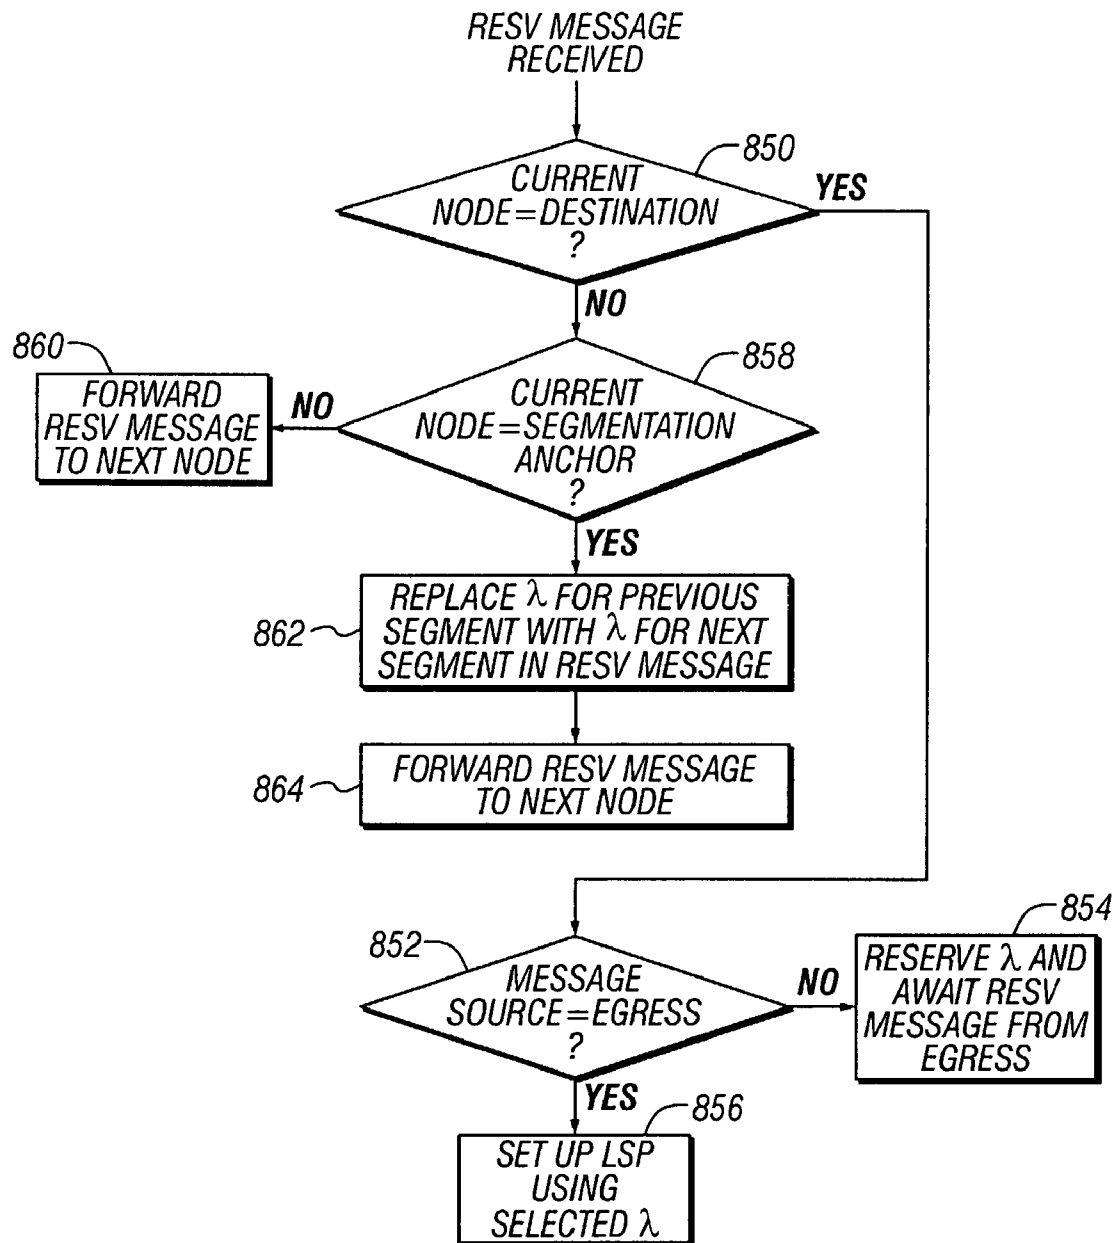 RESV MESSAGE
RECEIVED
850
CURRENT
NODE=DESTINATION
?
YES
NO
858
CURRENT
NODE=SEGMENTATION
ANCHOR
?
NO
860
FORWARD
RESV MESSAGE
TO NEXT NODE
YES
862
REPLACE λ FOR PREVIOUS
SEGMENT WITH λ FOR NEXT
SEGMENT IN RESV MESSAGE
864
FORWARD RESV MESSAGE
TO NEXT NODE
852
MESSAGE
SOURCE=EGRESS
?
NO
854
RESERVE λ AND
AWAIT RESV
MESSAGE FROM
EGRESS
YES
856
SET UP LSP
USING
SELECTED λ